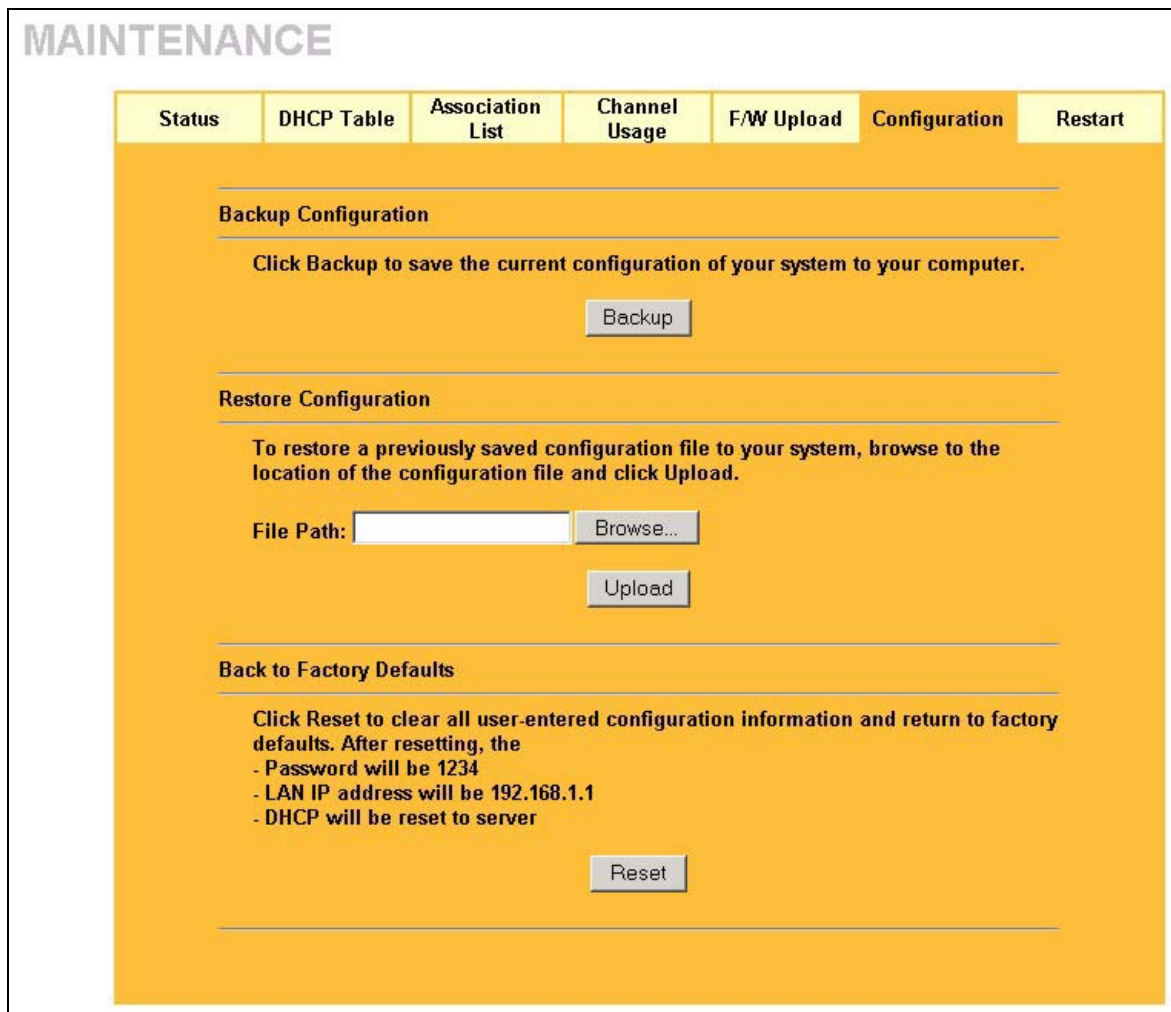 MAINTENANCE
Status
DHCP Table
Association
List
Channel
Usage
F/W Upload
Configuration
Restart
Backup Configuration
Click Backup to save the current configuration of your system to your computer.
Backup
Restore Configuration
To restore a previously saved configuration file to your system, browse to the
location of the configuration file and click Upload.
File Path:
Browse...
Upload
Back to Factory Defaults
Click Reset to clear all user-entered configuration information and return to factory
defaults. After resetting, the
- Password will be 1234
- LAN IP address will be 192.168.1.1
- DHCP will be reset to server
Reset